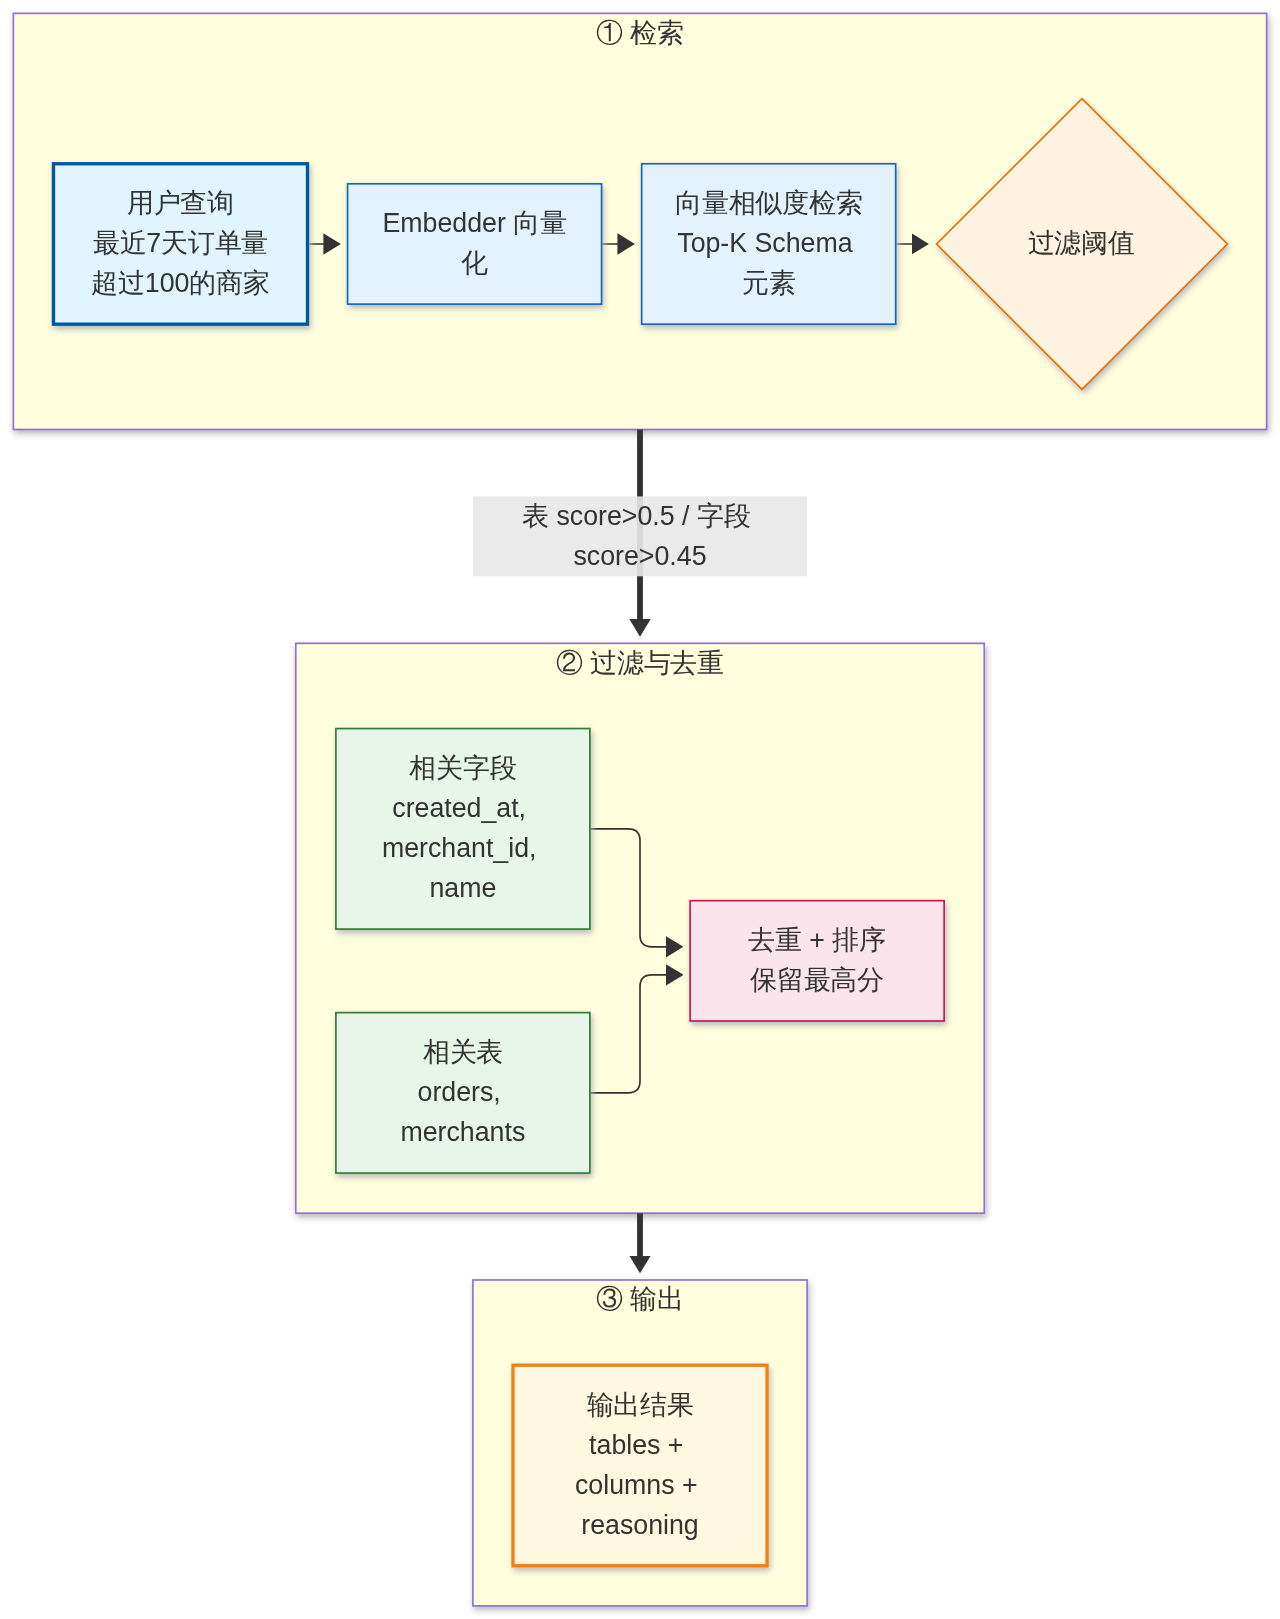 ① 检索
用户查询
最近7天订单量
超过100的商家
Embedder 向量
化
向量相似度检索
Top-K Schema
元素
过滤阈值
表 score>0.5 / 字段
score>0.45
② 过滤与去重
相关字段
created_at,
merchant_id,
name
相关表
orders,
merchants
去重 + 排序
保留最高分
③ 输出
输出结果
tables +
columns +
reasoning